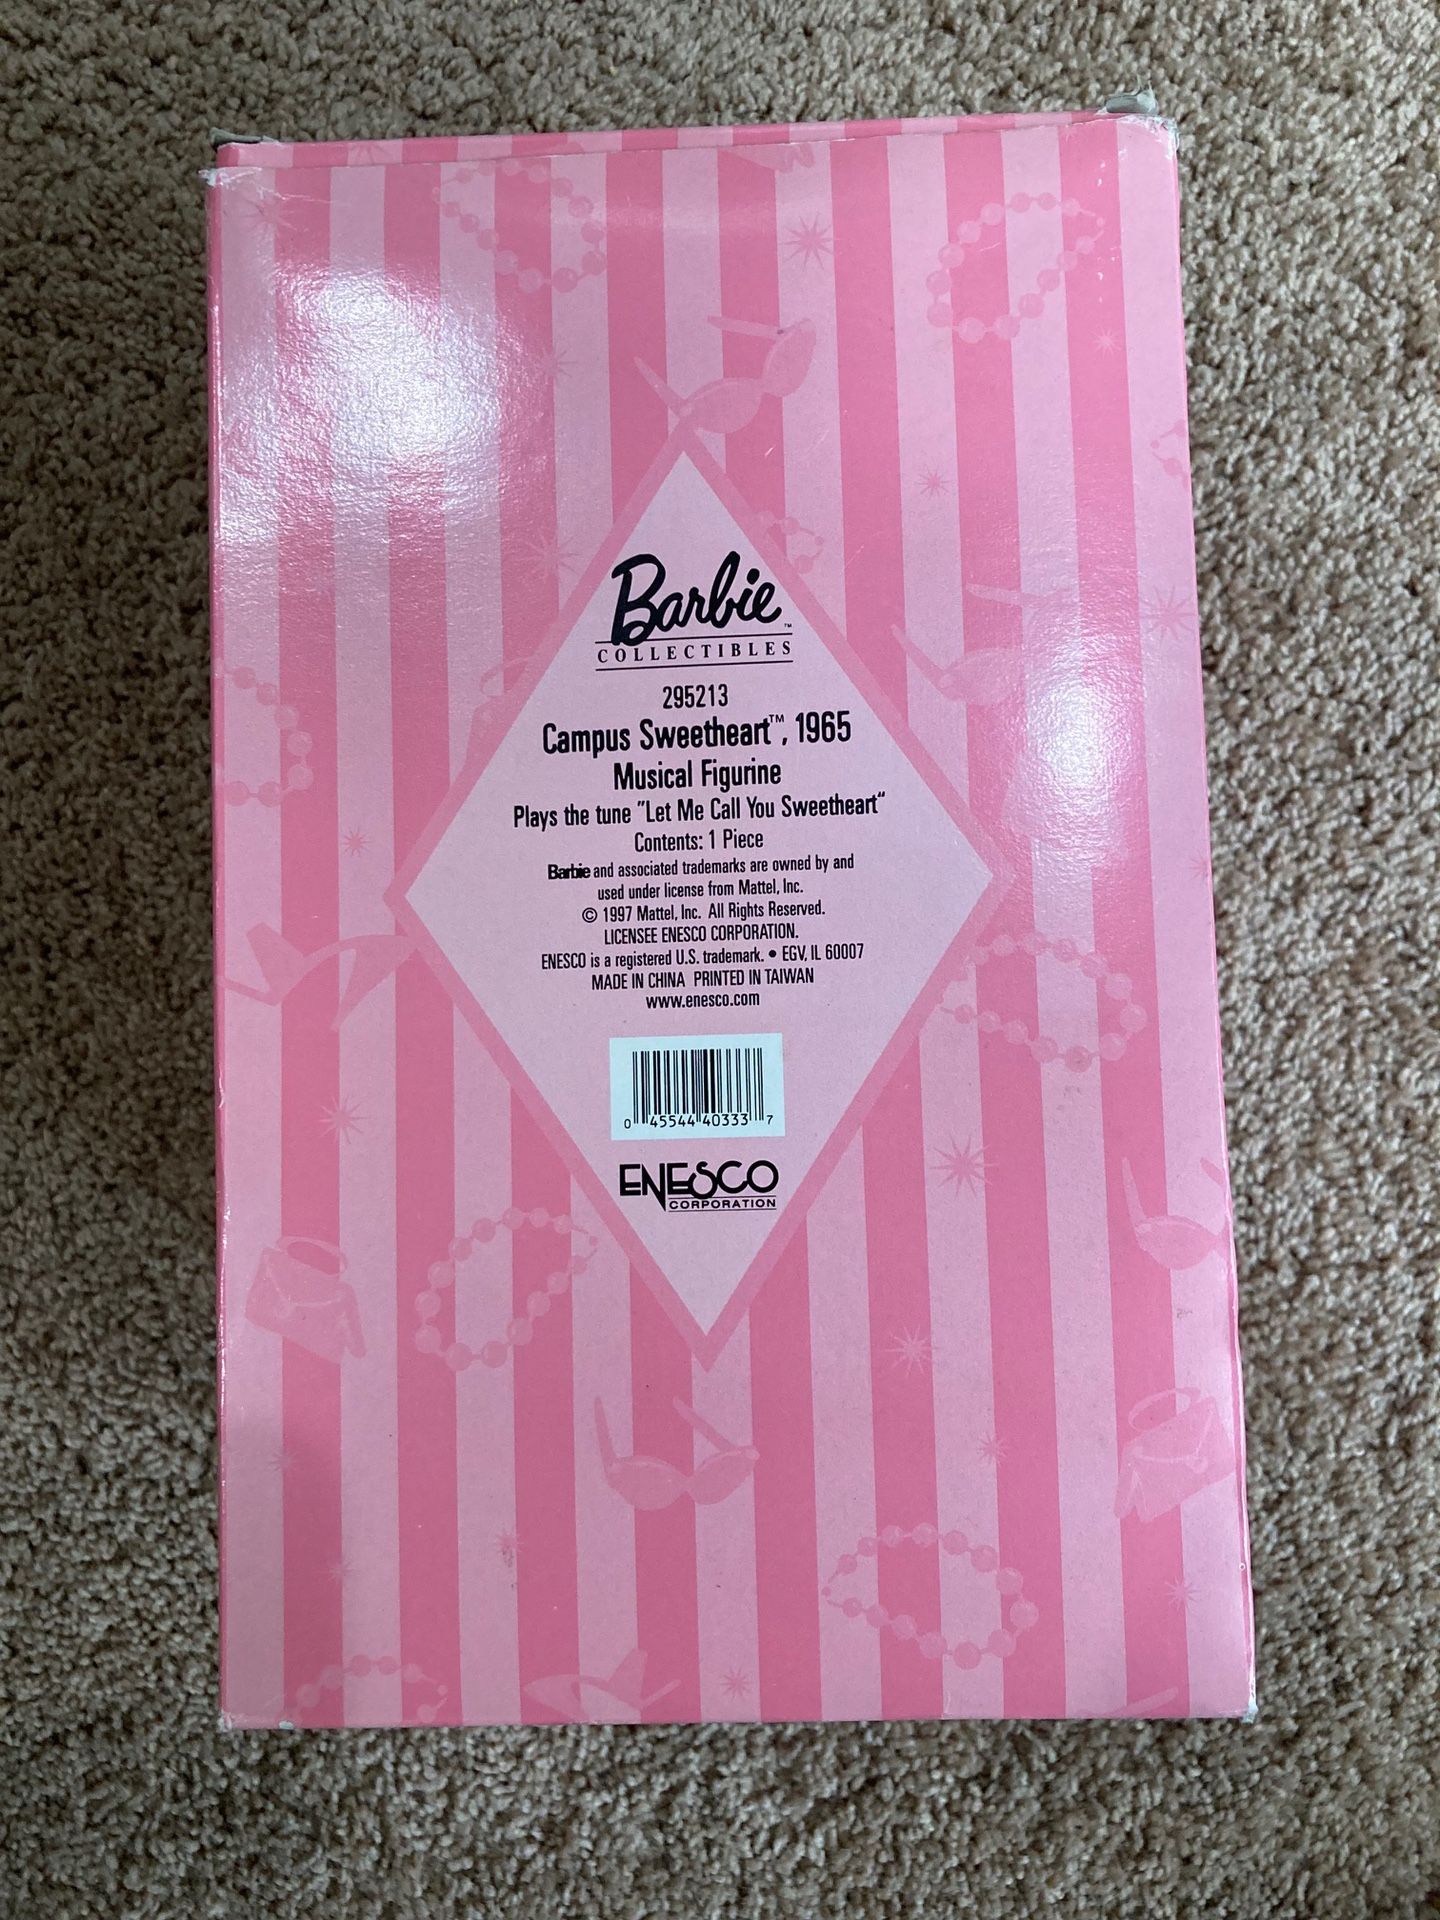 Barbie™
COLLECTIBLES
295213
Campus Sweetheart™, 1965
Musical Figurine
Plays the tune "Let Me Call You Sweetheart"
Contents: 1 Piece
Barbie and associated trademarks are owned by and
used under license from Mattel, Inc.
© 1997 Mattel, Inc. All Rights Reserved.
LICENSEE ENESCO CORPORATION.
ENESCO is a registered U.S. trademark. • EGV, IL 60007
MADE IN CHINA PRINTED IN TAIWAN
www.enesco.com
0 45544 40333 7
ENESCO
CORPORATION